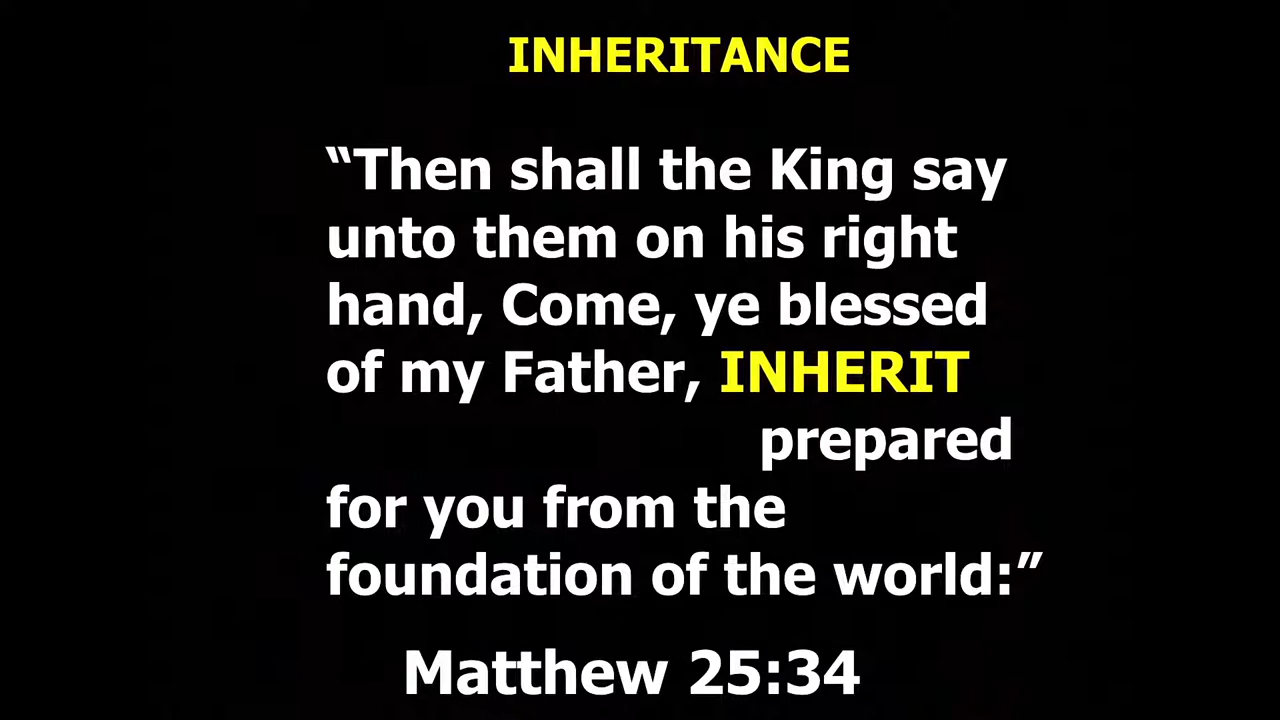 INHERITANCE
“Then shall the King say
unto them on his right
hand, Come, ye blessed
of my Father, INHERIT
prepared
for you from the
foundation of the world:”
Matthew 25:34